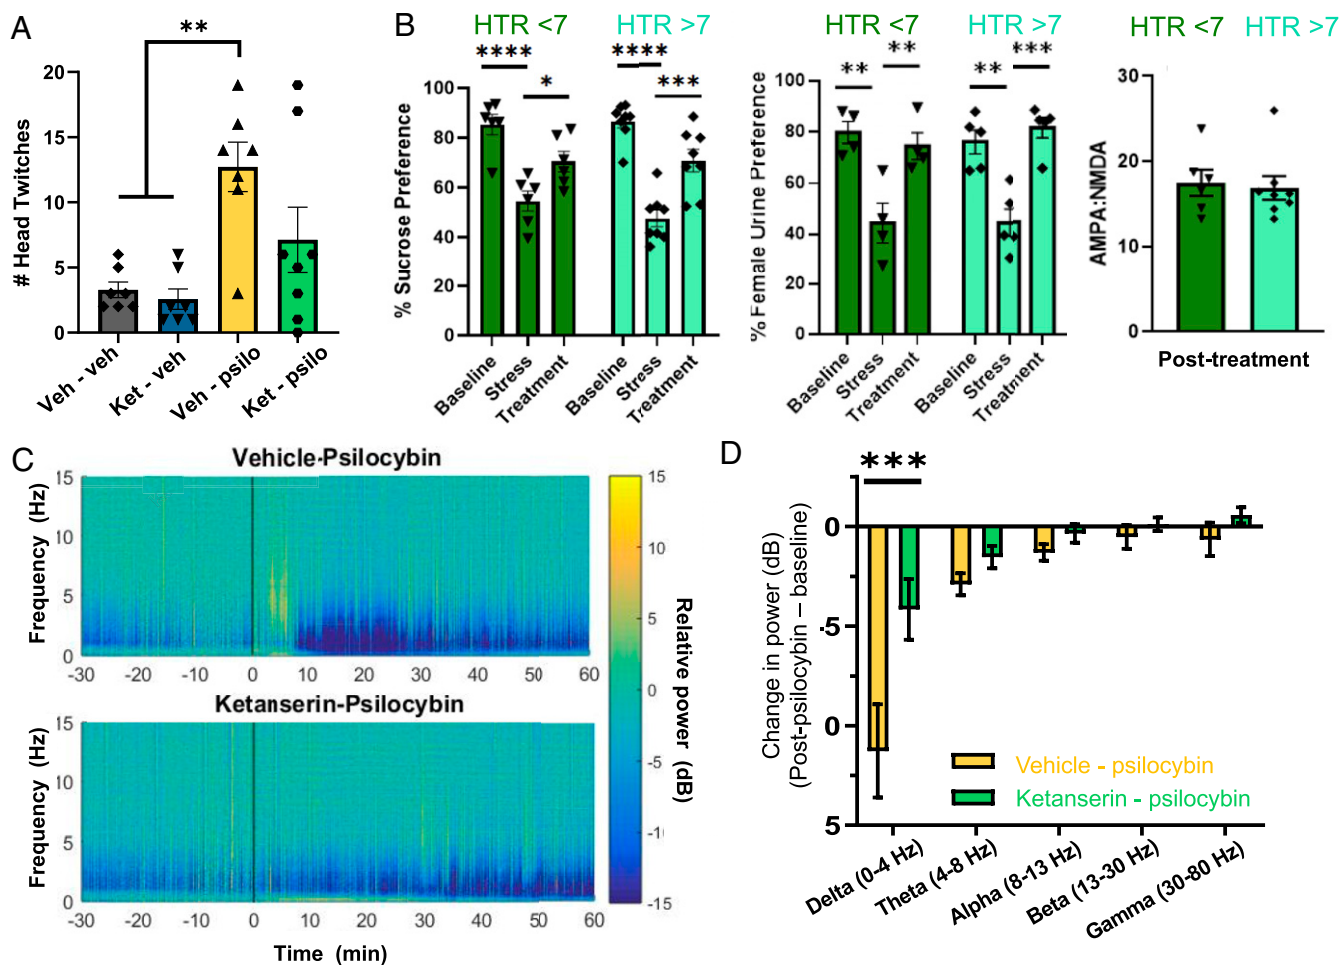 A
**
# Head Twitches
20
15
10
5
0
Veh - veh
Ket - veh
Veh - psilo
Ket - psilo
B
HTR <7
HTR >7
****
****
*
***
% Sucrose Preference
100
80
60
40
20
0
Baseline
Stress
Treatment
Baseline
Stress
Treatment
HTR <7
HTR >7
**
**
**
***
% Female Urine Preference
100
80
60
40
20
0
Baseline
Stress
Treatment
Baseline
Stress
Treatment
HTR <7
HTR >7
AMPA:NMDA
30
20
10
0
Post-treatment
C
Vehicle-Psilocybin
Frequency (Hz)
15
10
5
0
-30
-20
-10
0
10
20
30
40
50
60
Ketanserin-Psilocybin
Frequency (Hz)
15
10
5
0
-30
-20
-10
0
10
20
30
40
50
60
Time (min)
15
10
5
0
-5
-1
-15
Relative power (dB)
D
***
Change in power (dB)
(Post-psilocybin – baseline)
0
-5
0
5
Vehicle - psilocybin
Ketanserin - psilocybin
Delta (0-4 Hz)
Theta (4-8 Hz)
Alpha (8-13 Hz)
Beta (13-30 Hz)
Gamma (30-80 Hz)